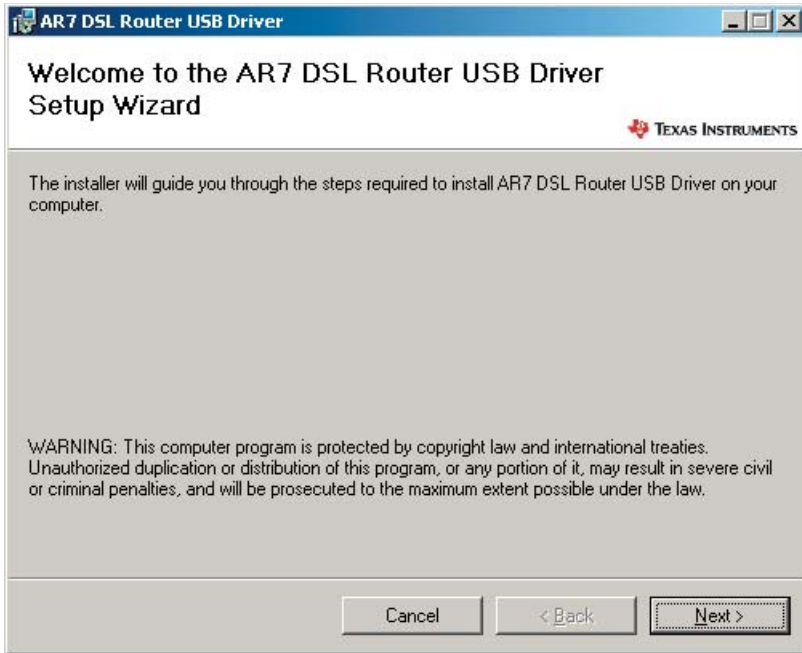 AR7 DSL Router USB Driver
Welcome to the AR7 DSL Router USB Driver
Setup Wizard
TEXAS INSTRUMENTS
The installer will guide you through the steps required to install AR7 DSL Router USB Driver on your
computer.
WARNING: This computer program is protected by copyright law and international treaties.
Unauthorized duplication or distribution of this program, or any portion of it, may result in severe civil
or criminal penalties, and will be prosecuted to the maximum extent possible under the law.
Cancel
< Back
Next >